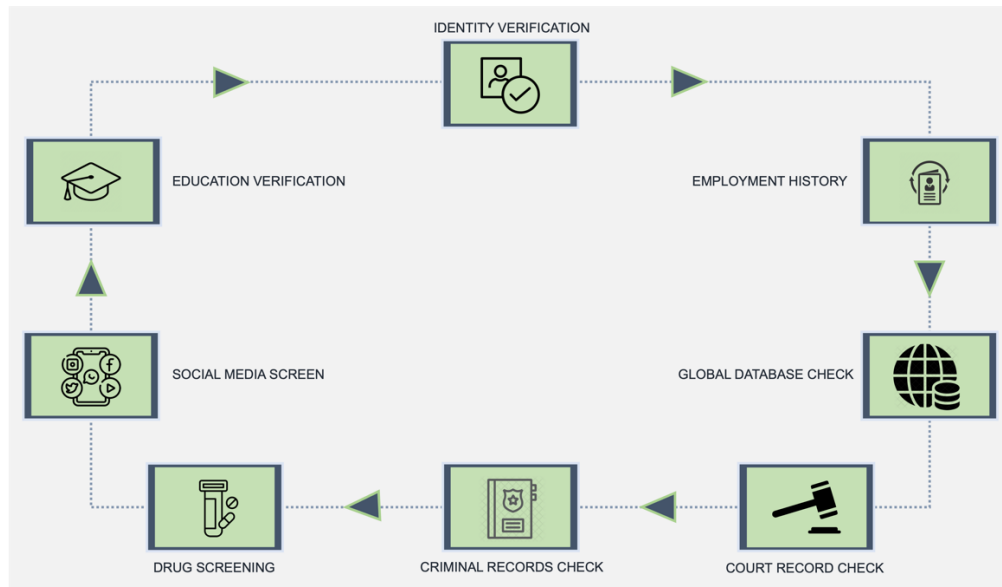 IDENTITY VERIFICATION
EDUCATION VERIFICATION
EMPLOYMENT HISTORY
SOCIAL MEDIA SCREEN
GLOBAL DATABASE CHECK
DRUG SCREENING
CRIMINAL RECORDS CHECK
COURT RECORD CHECK